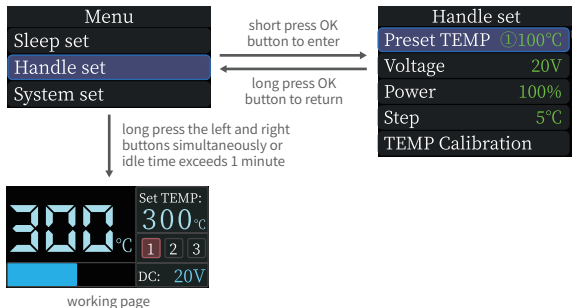 Menu
Sleep set
Handle set
System set
short press OK
button to enter
long press OK
button to return
Handle set
Preset TEMP ①100℃
Voltage 20V
Power 100%
Step 5℃
TEMP Calibration
long press the left and right
buttons simultaneously or
idle time exceeds 1 minute
300℃
Set TEMP:
300℃
1 2 3
DC: 20V
working page